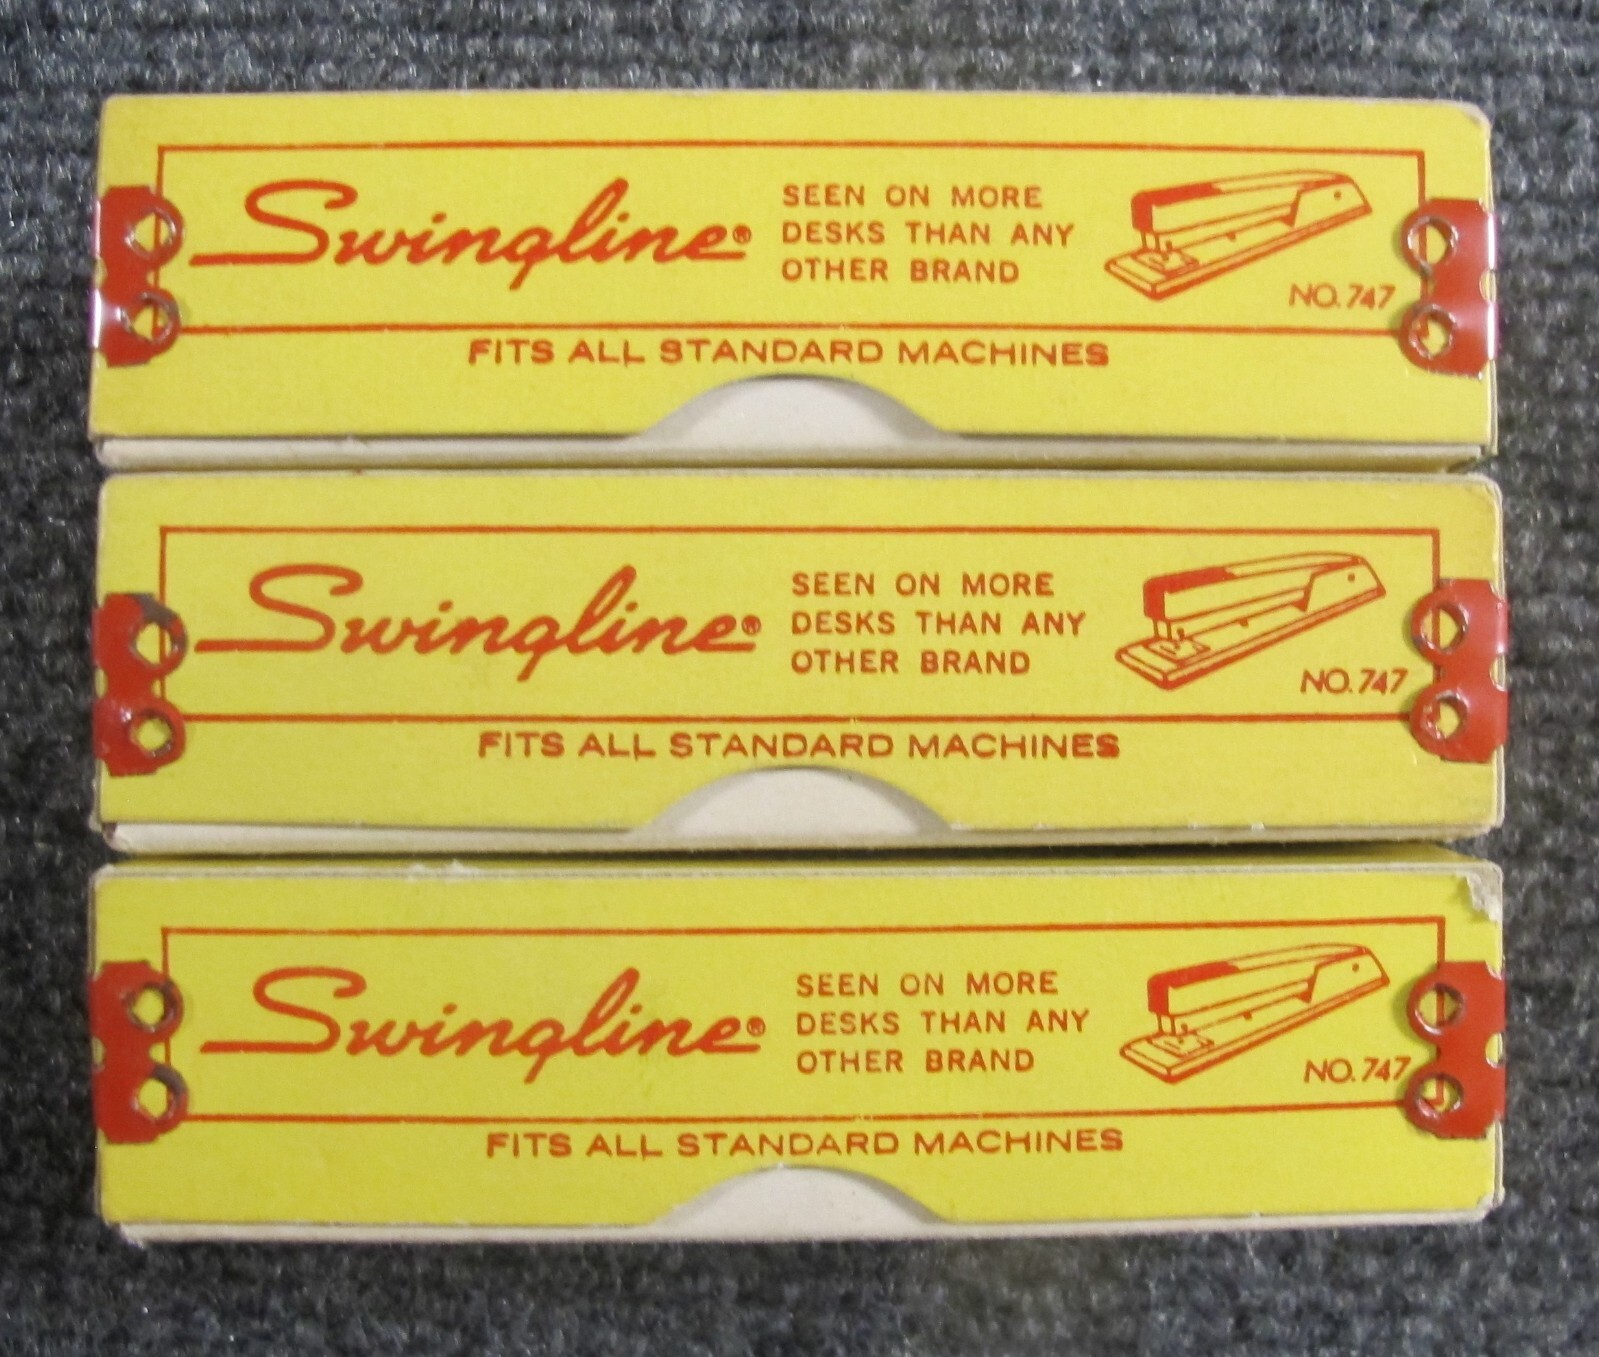 Swingline®
SEEN ON MORE
DESKS THAN ANY
OTHER BRAND
NO. 747
FITS ALL STANDARD MACHINES
Swingline®
SEEN ON MORE
DESKS THAN ANY
OTHER BRAND
NO. 747
FITS ALL STANDARD MACHINES
Swingline®
SEEN ON MORE
DESKS THAN ANY
OTHER BRAND
NO. 747
FITS ALL STANDARD MACHINES